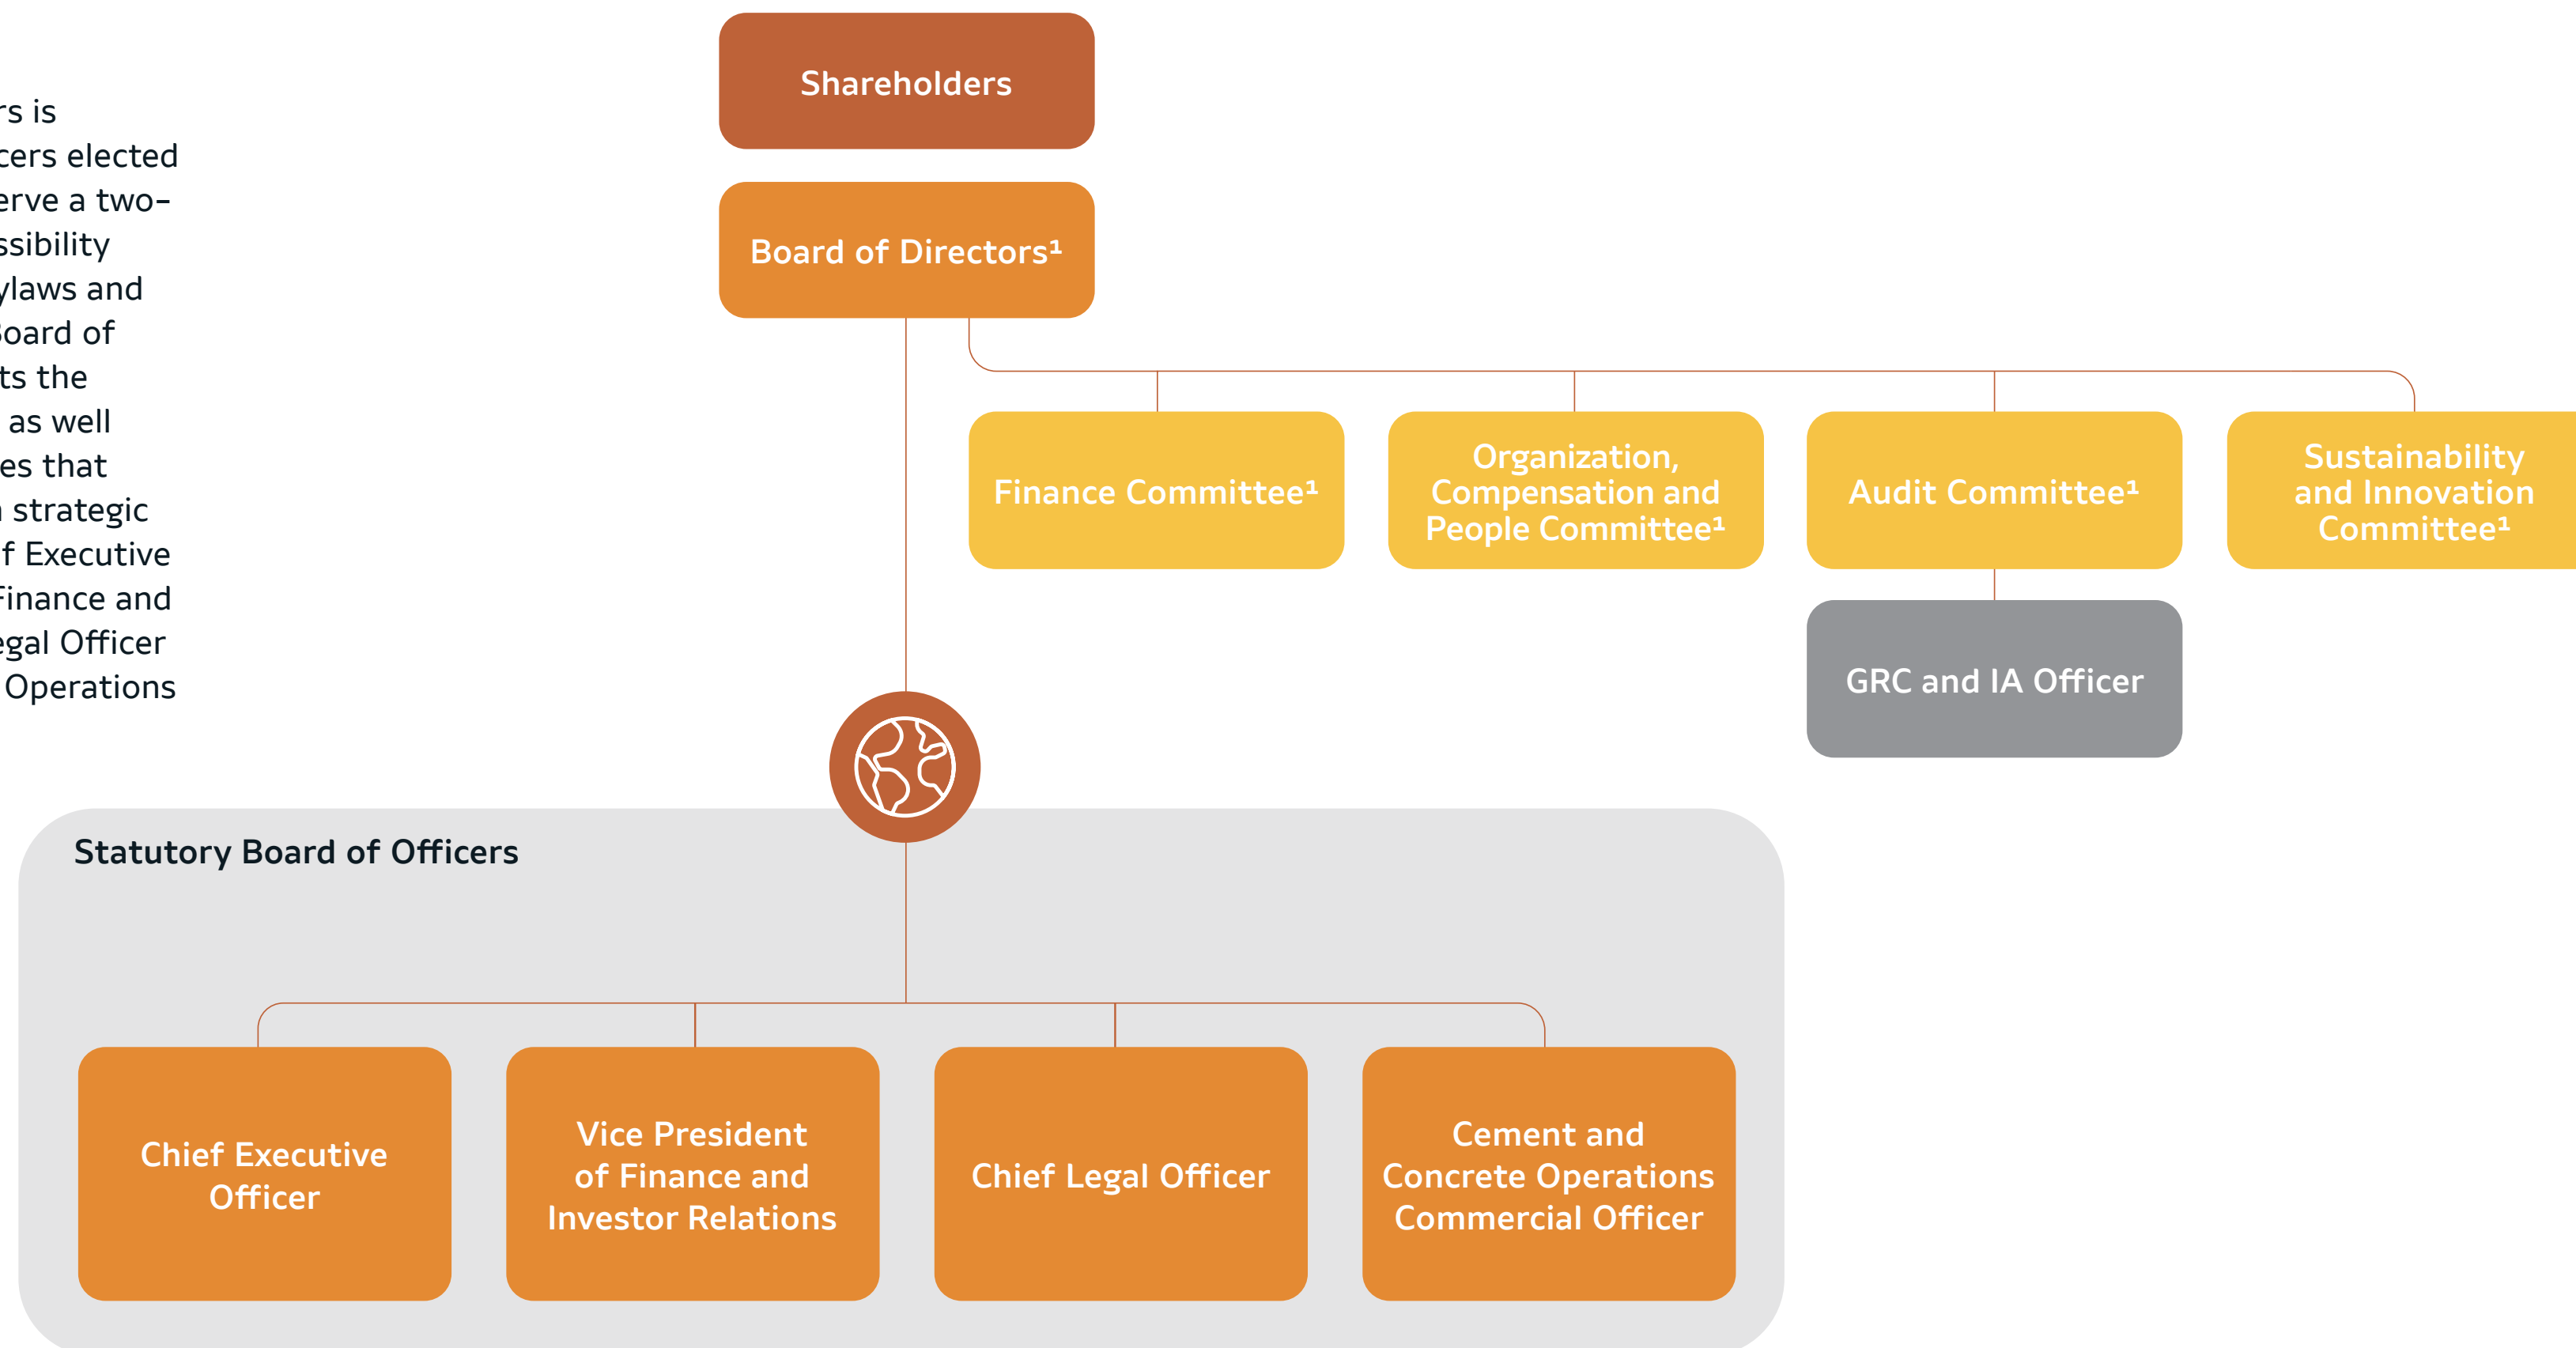 rs is
cers elected
erve a two-
ssibility
ylaws and
Board of
ts the
as well
es that
strategic
f Executive
Finance and
egal Officer
Operations
Shareholders
Board of Directors¹
Finance Committee¹
Organization,
Compensation and
People Committee¹
Audit Committee¹
Sustainability
and Innovation
Committee¹
GRC and IA Officer
Statutory Board of Officers
Chief Executive
Officer
Vice President
of Finance and
Investor Relations
Chief Legal Officer
Cement and
Concrete Operations
Commercial Officer